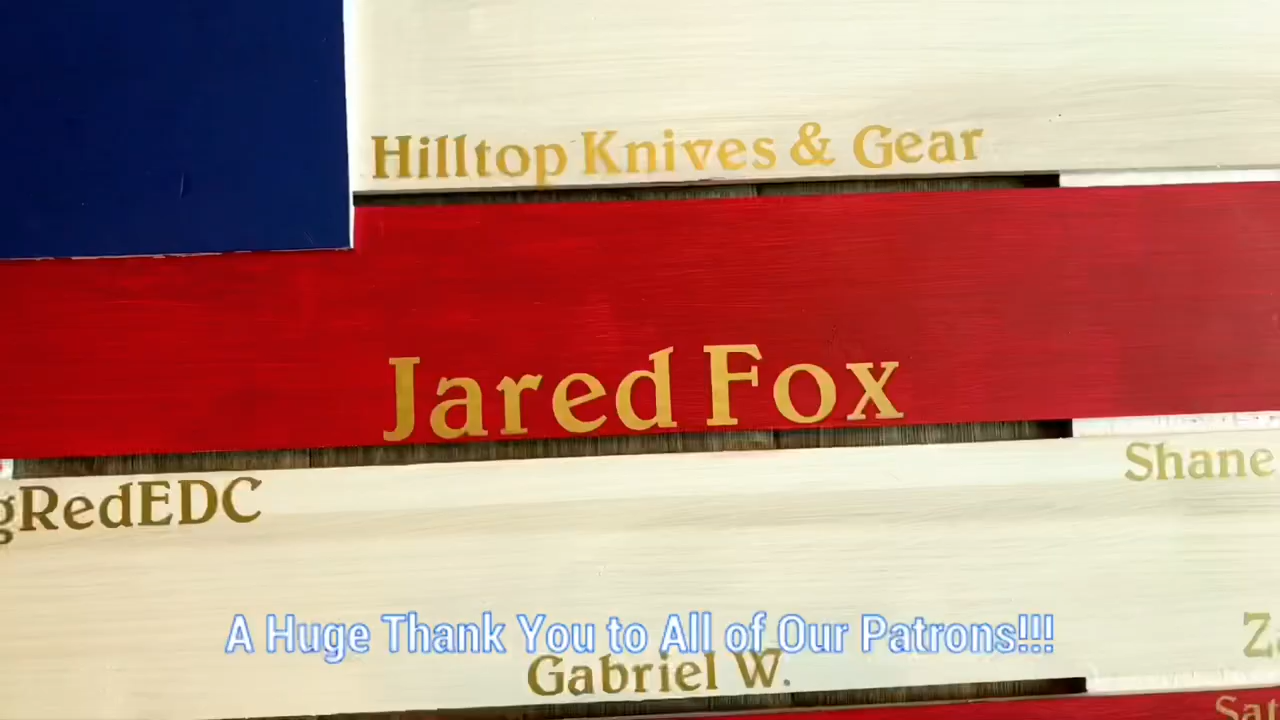 Hilltop Knives & Gear
Jared Fox
Shane
gRedEDC
A Huge Thank You to All of Our Patrons!!!
Gabriel W.